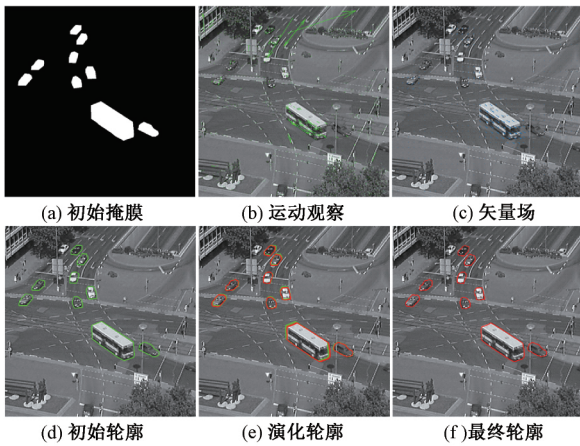 (a) 初始掩膜
(b) 运动观察
(c) 矢量场
(d) 初始轮廓
(e) 演化轮廓
(f )最终轮廓